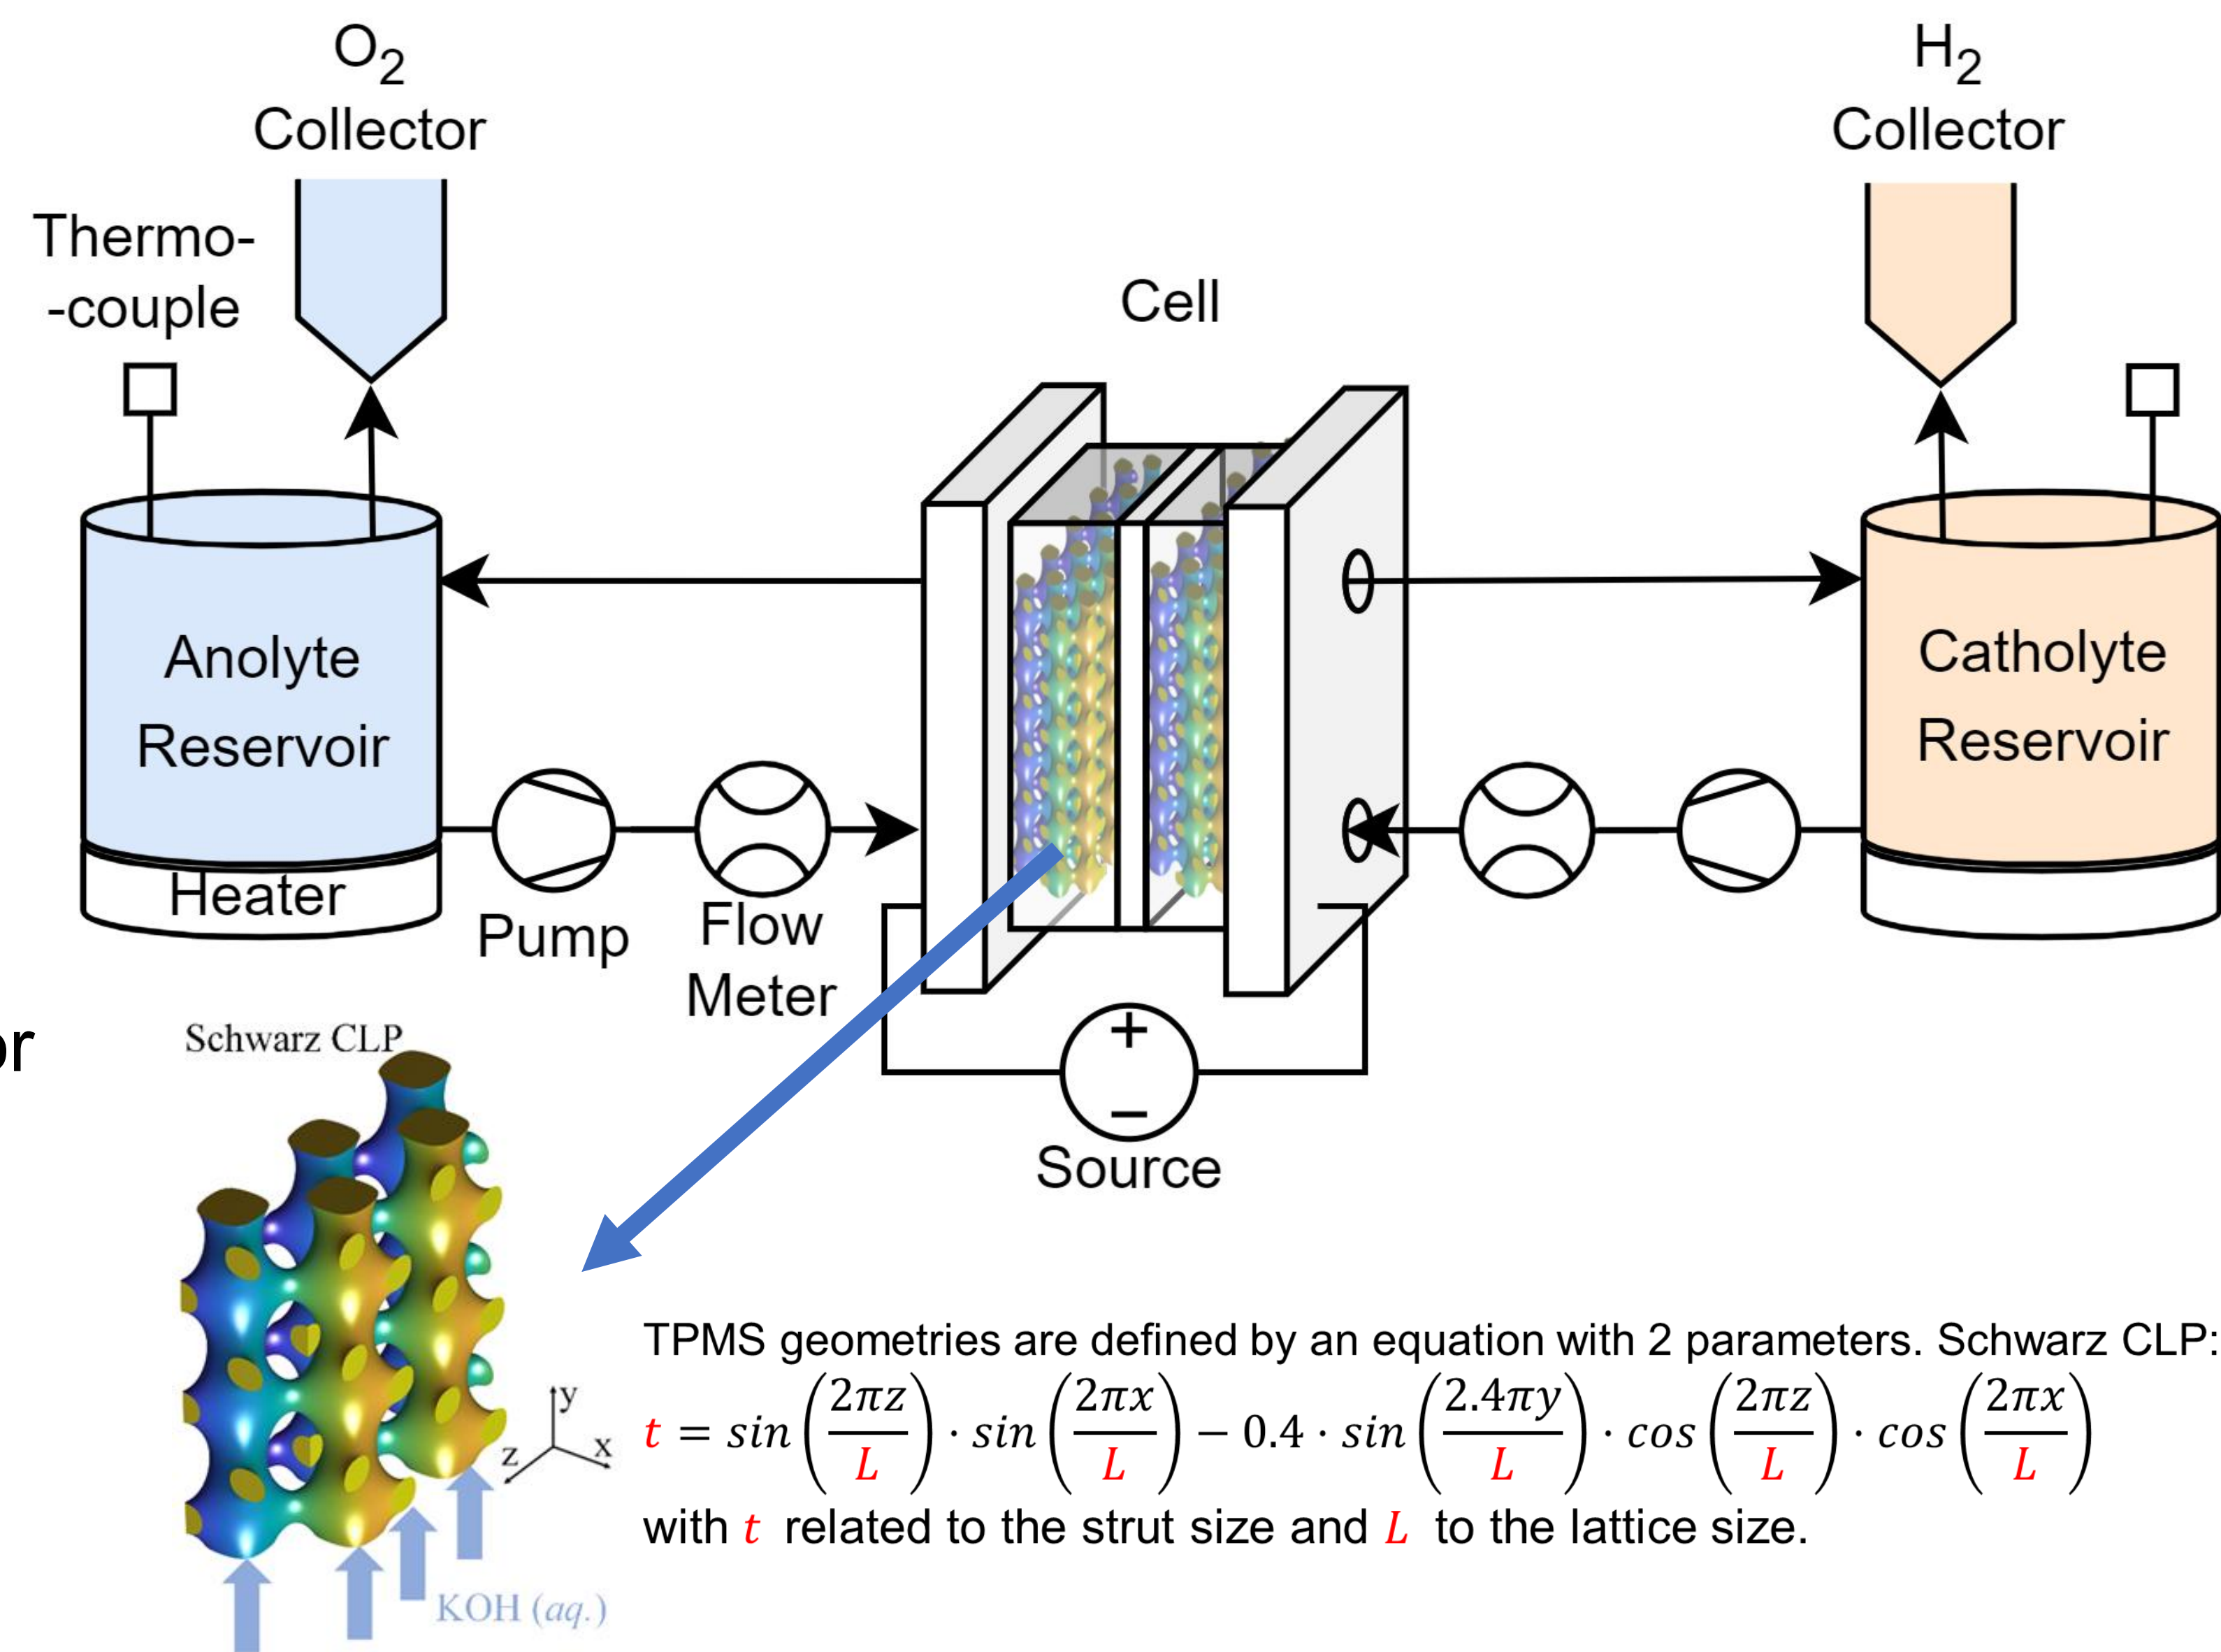 O₂
Collector
H₂
Collector
Thermo-
-couple
Cell
Anolyte
Reservoir
Catholyte
Reservoir
Heater
Pump
Flow
Meter
or
Schwarz CLP
Source
y
z
x
KOH (aq.)
TPMS geometries are defined by an equation with 2 parameters. Schwarz CLP:
t = sin(2πz/L) · sin(2πx/L) − 0.4 · sin(2.4πy/L) · cos(2πz/L) · cos(2πx/L)
with t related to the strut size and L to the lattice size.